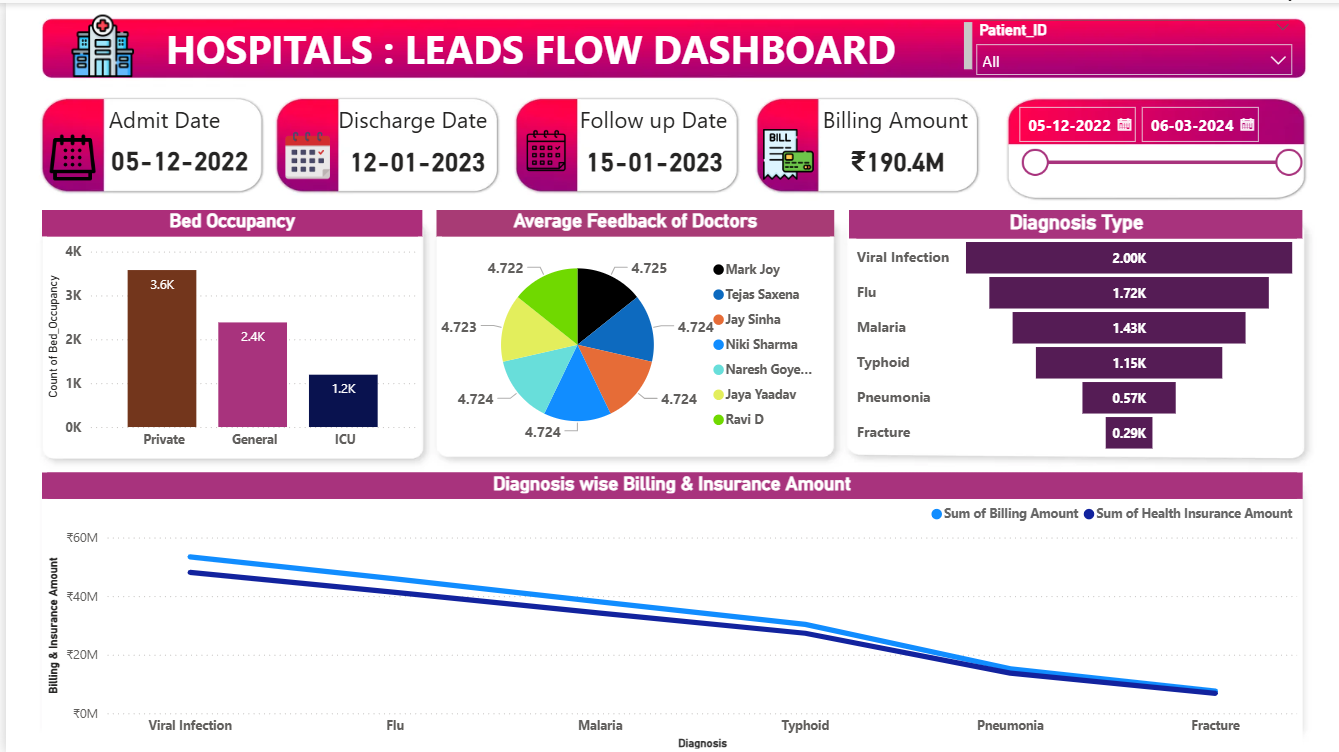 HOSPITALS : LEADS FLOW DASHBOARD
Patient_ID
All
Admit Date
05-12-2022
Discharge Date
12-01-2023
Follow up Date
15-01-2023
BILL
Billing Amount
₹190.4M
05-12-2022
06-03-2024
Bed Occupancy
Count of Bed_Occupancy
4K
3K
2K
1K
0K
3.6K
2.4K
1.2K
Private
General
ICU
Average Feedback of Doctors
4.722
4.725
4.723
4.724
4.724
4.724
4.724
Mark Joy
Tejas Saxena
Jay Sinha
Niki Sharma
Naresh Goye...
Jaya Yaadav
Ravi D
Diagnosis Type
Viral Infection 2.00K
Flu 1.72K
Malaria 1.43K
Typhoid 1.15K
Pneumonia 0.57K
Fracture 0.29K
Diagnosis wise Billing & Insurance Amount
Sum of Billing Amount
Sum of Health Insurance Amount
Billing & Insurance Amount
₹60M
₹40M
₹20M
₹0M
Viral Infection
Flu
Malaria
Typhoid
Pneumonia
Fracture
Diagnosis